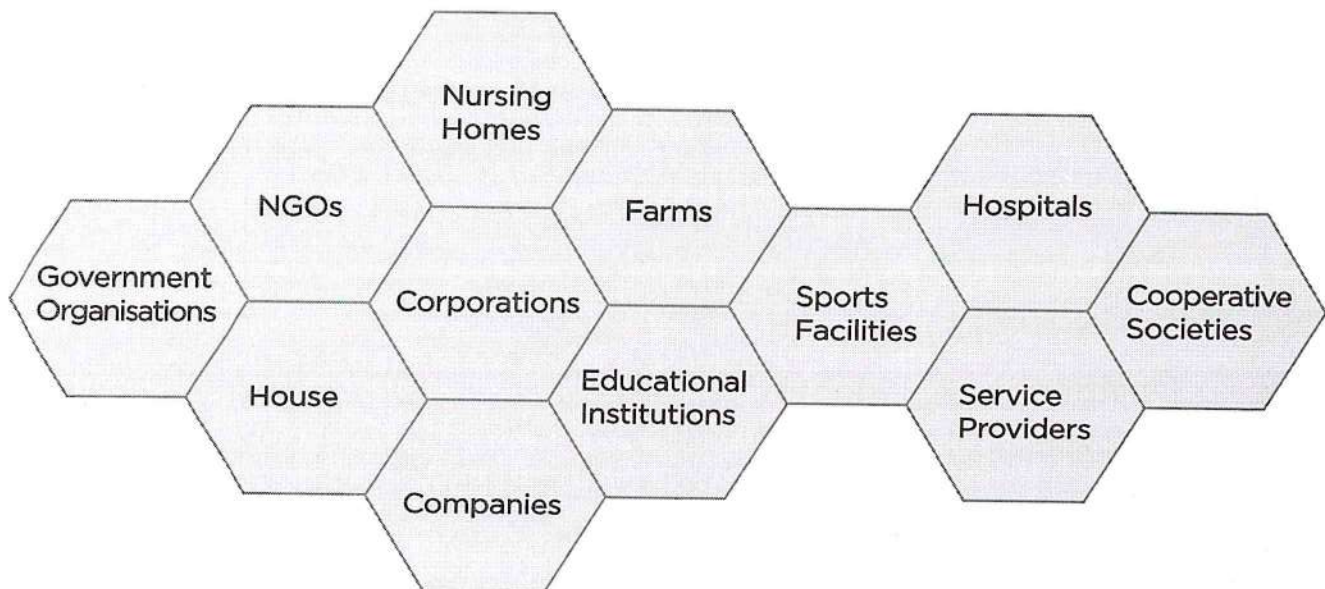 Nursing
Homes
NGOs
Farms
Hospitals
Government
Organisations
Corporations
Sports
Facilities
Cooperative
Societies
House
Educational
Institutions
Service
Providers
Companies